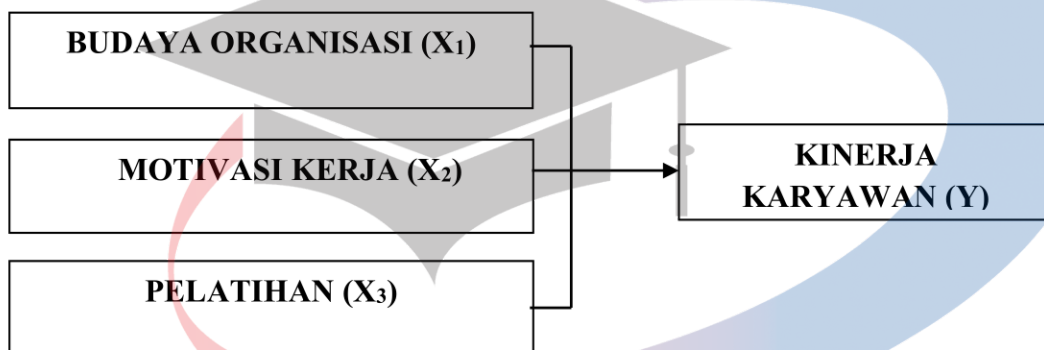 BUDAYA ORGANISASI (X₁)
MOTIVASI KERJA (X₂)
KINERJA
KARYAWAN (Y)
PELATIHAN (X₃)